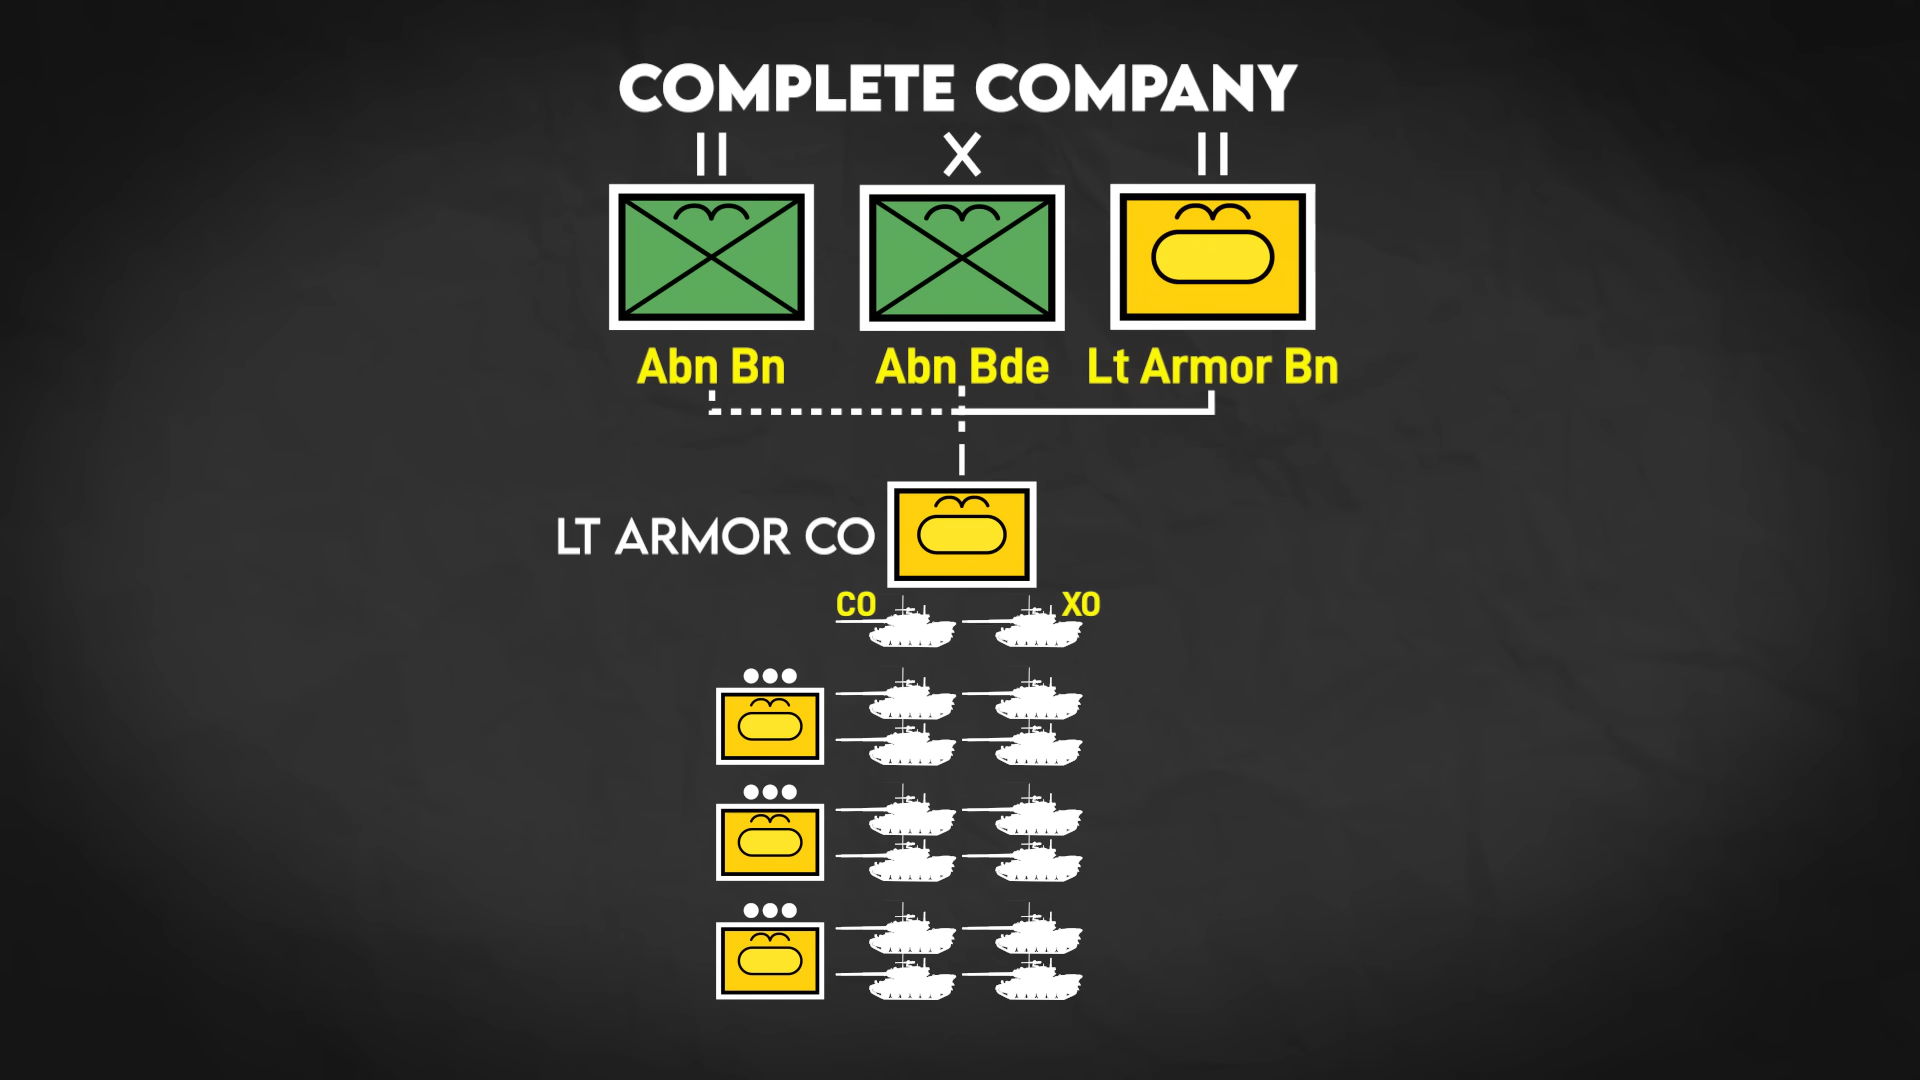 COMPLETE COMPANY
II X II
Abn Bn Abn Bde Lt Armor Bn
I
LT ARMOR CO
CO XO